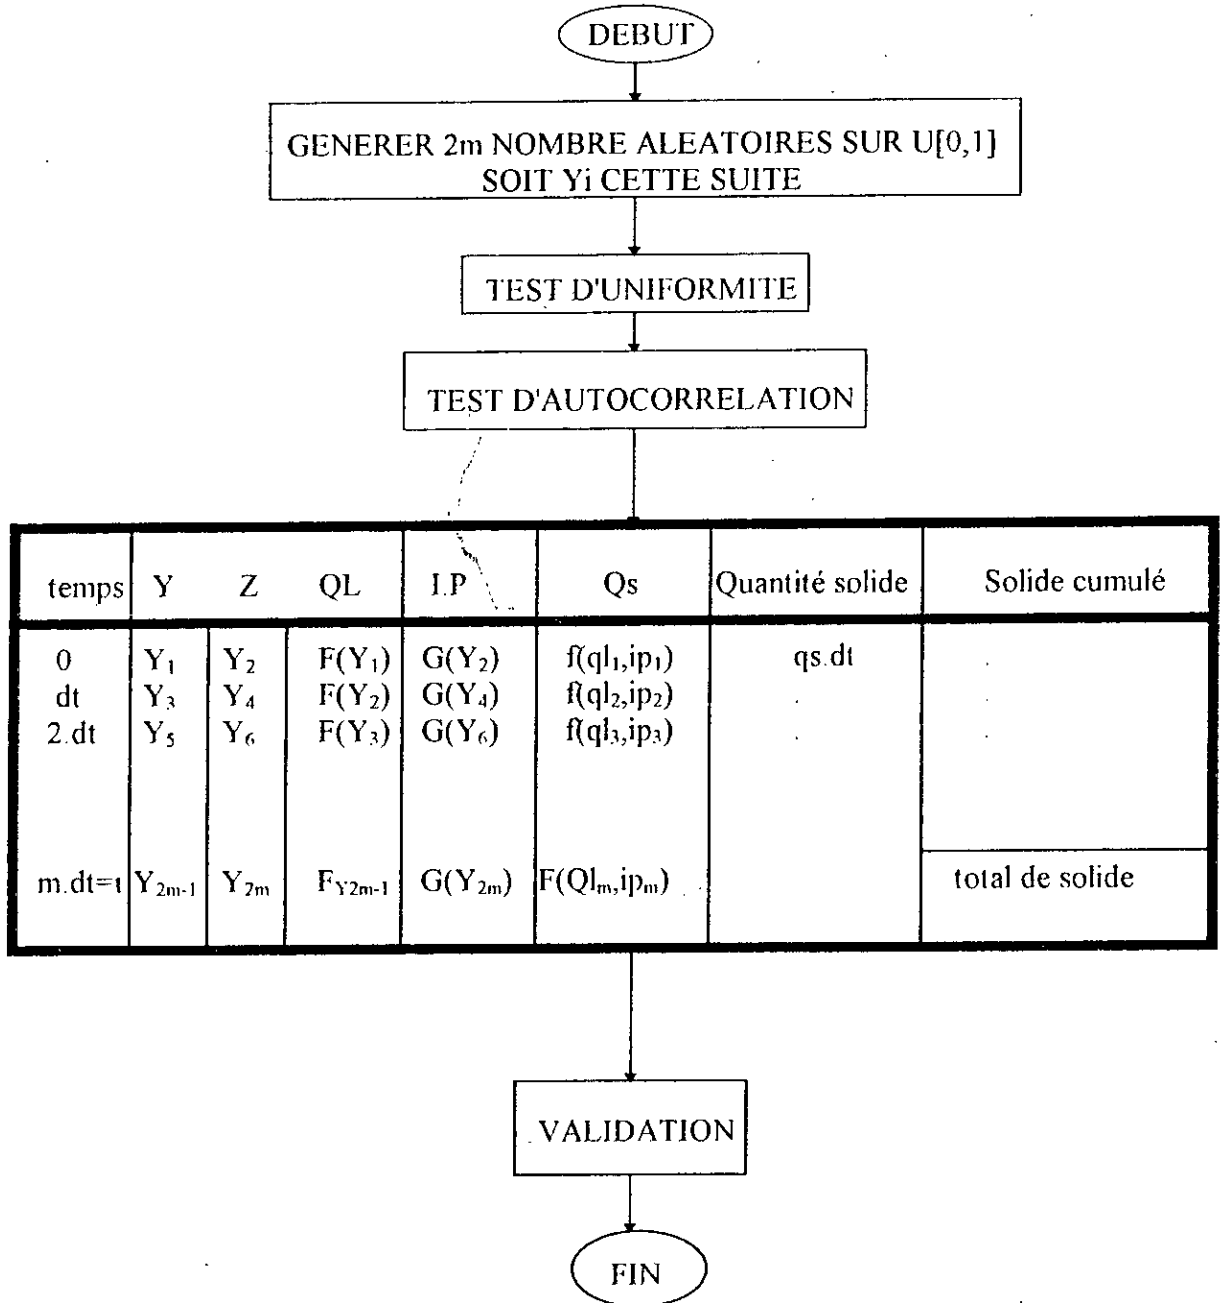 DEBUT
GENERER 2m NOMBRE ALEATOIRES SUR U[0,1]
SOIT Yi CETTE SUITE
TEST D'UNIFORMITE
TEST D'AUTOCORRELATION
temps Y Z QL I.P Qs Quantité solide Solide cumulé
0 Y₁ Y₂ F(Y₁) G(Y₂) f(ql₁,ip₁) qs.dt
dt Y₃ Y₄ F(Y₂) G(Y₄) f(ql₂,ip₂)
2.dt Y₅ Y₆ F(Y₃) G(Y₆) f(ql₃,ip₃)
m.dt=t Y₂ₘ₋₁ Y₂ₘ F_Y2m-1 G(Y₂ₘ) F(Qlₘ,ipₘ) total de solide
VALIDATION
FIN